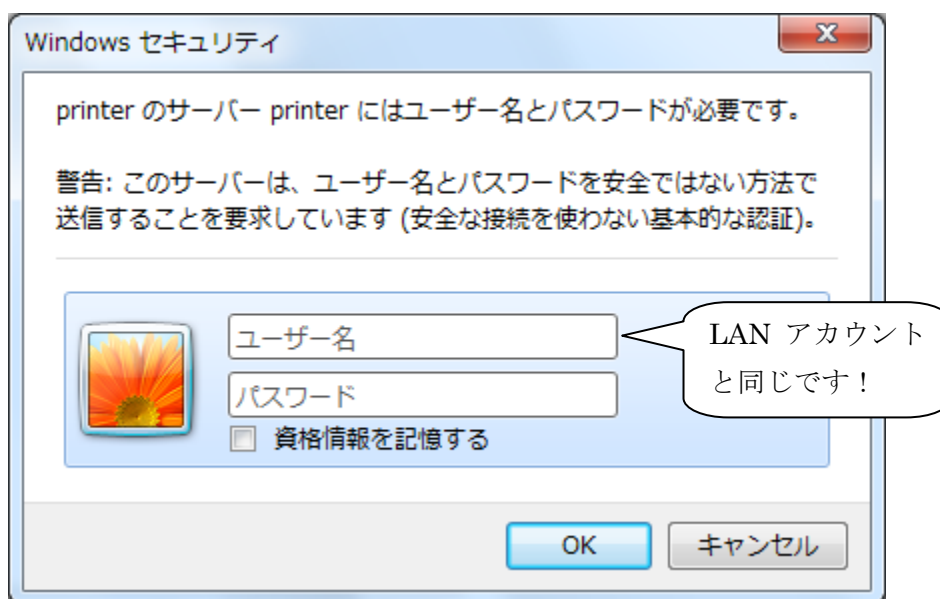 Windows セキュリティ
printer のサーバー printer にはユーザー名とパスワードが必要です。
警告: このサーバーは、ユーザー名とパスワードを安全ではない方法で
送信することを要求しています (安全な接続を使わない基本的な認証)。
ユーザー名
LAN アカウント
と同じです！
パスワード
資格情報を記憶する
OK
キャンセル